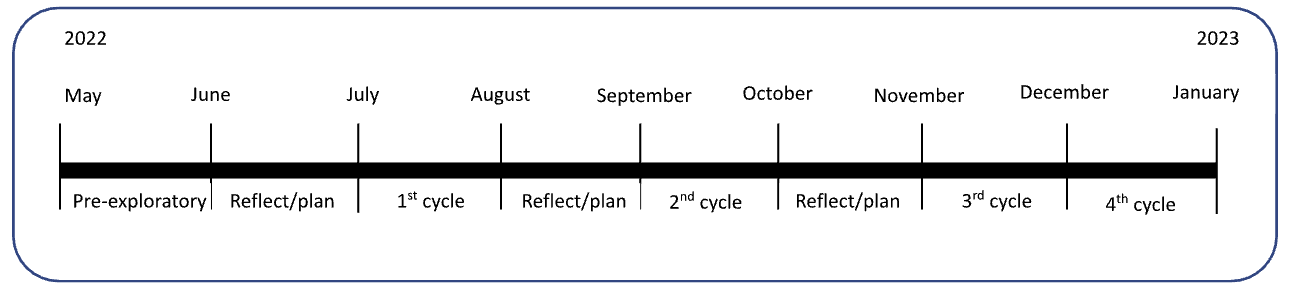 2022 2023
May June July August September October November December January
Pre-exploratory Reflect/plan 1st cycle Reflect/plan 2nd cycle Reflect/plan 3rd cycle 4th cycle